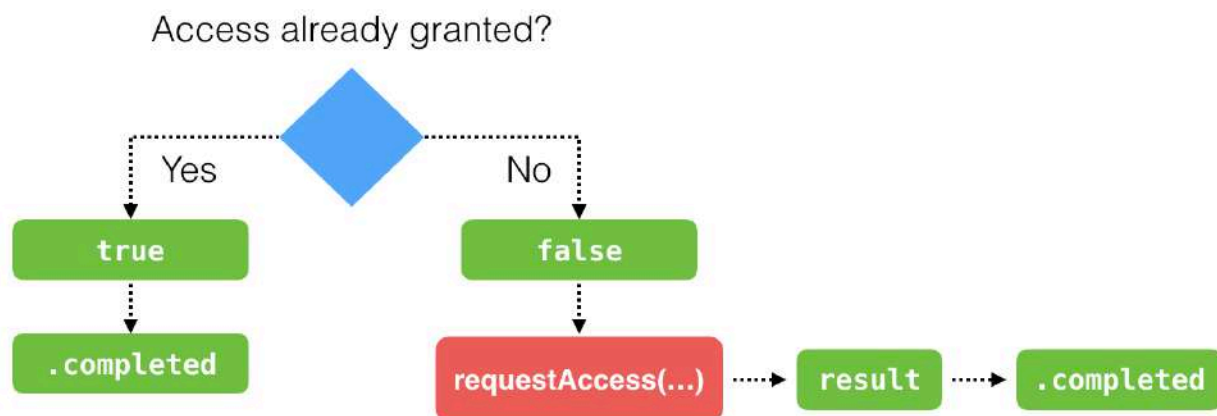 Access already granted?
Yes
No
true
false
.completed
requestAccess(...)
result
.completed